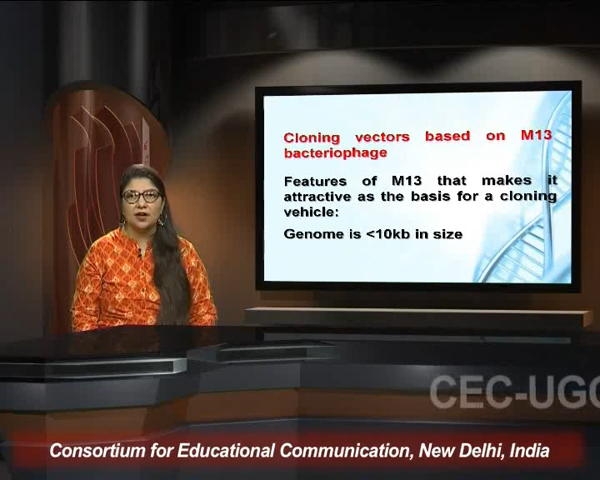 Cloning vectors based on M13
bacteriophage
Features of M13 that makes it
attractive as the basis for a cloning
vehicle:
Genome is <10kb in size
CEC-UGC
Consortium for Educational Communication, New Delhi, India